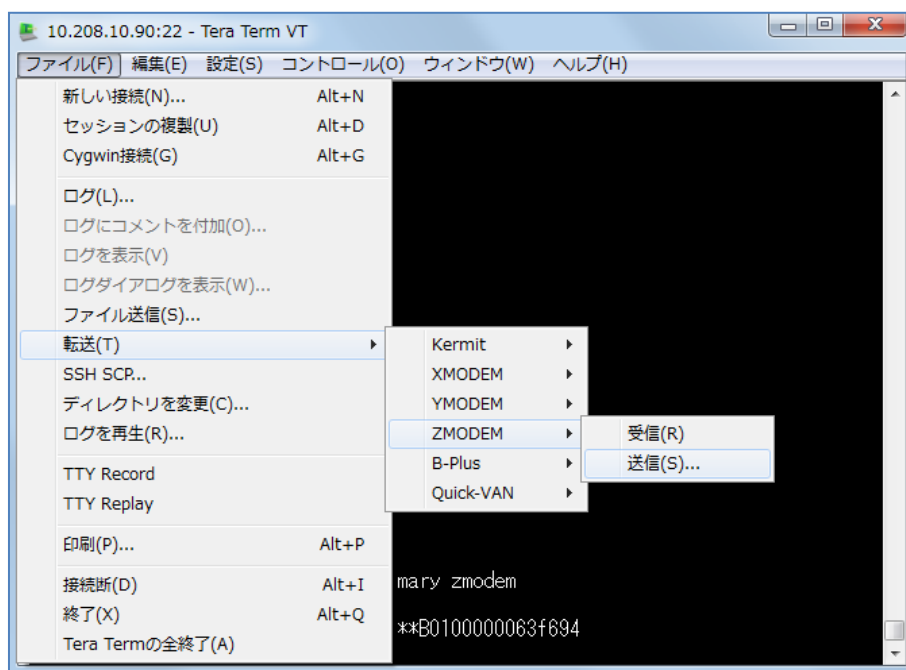 10.208.10.90:22 - Tera Term VT
ファイル(F) 編集(E) 設定(S) コントロール(O) ウィンドウ(W) ヘルプ(H)
新しい接続(N)... Alt+N
セッションの複製(U) Alt+D
Cygwin接続(G) Alt+G
ログ(L)...
ログにコメントを付加(O)...
ログを表示(V)
ログダイアログを表示(W)...
ファイル送信(S)...
転送(T)
SSH SCP...
ディレクトリを変更(C)...
ログを再生(R)...
TTY Record
TTY Replay
印刷(P)... Alt+P
接続断(D) Alt+I
終了(X) Alt+Q
Tera Termの全終了(A)
Kermit
XMODEM
YMODEM
ZMODEM
B-Plus
Quick-VAN
受信(R)
送信(S)...
mary zmodem
**B0100000063f694